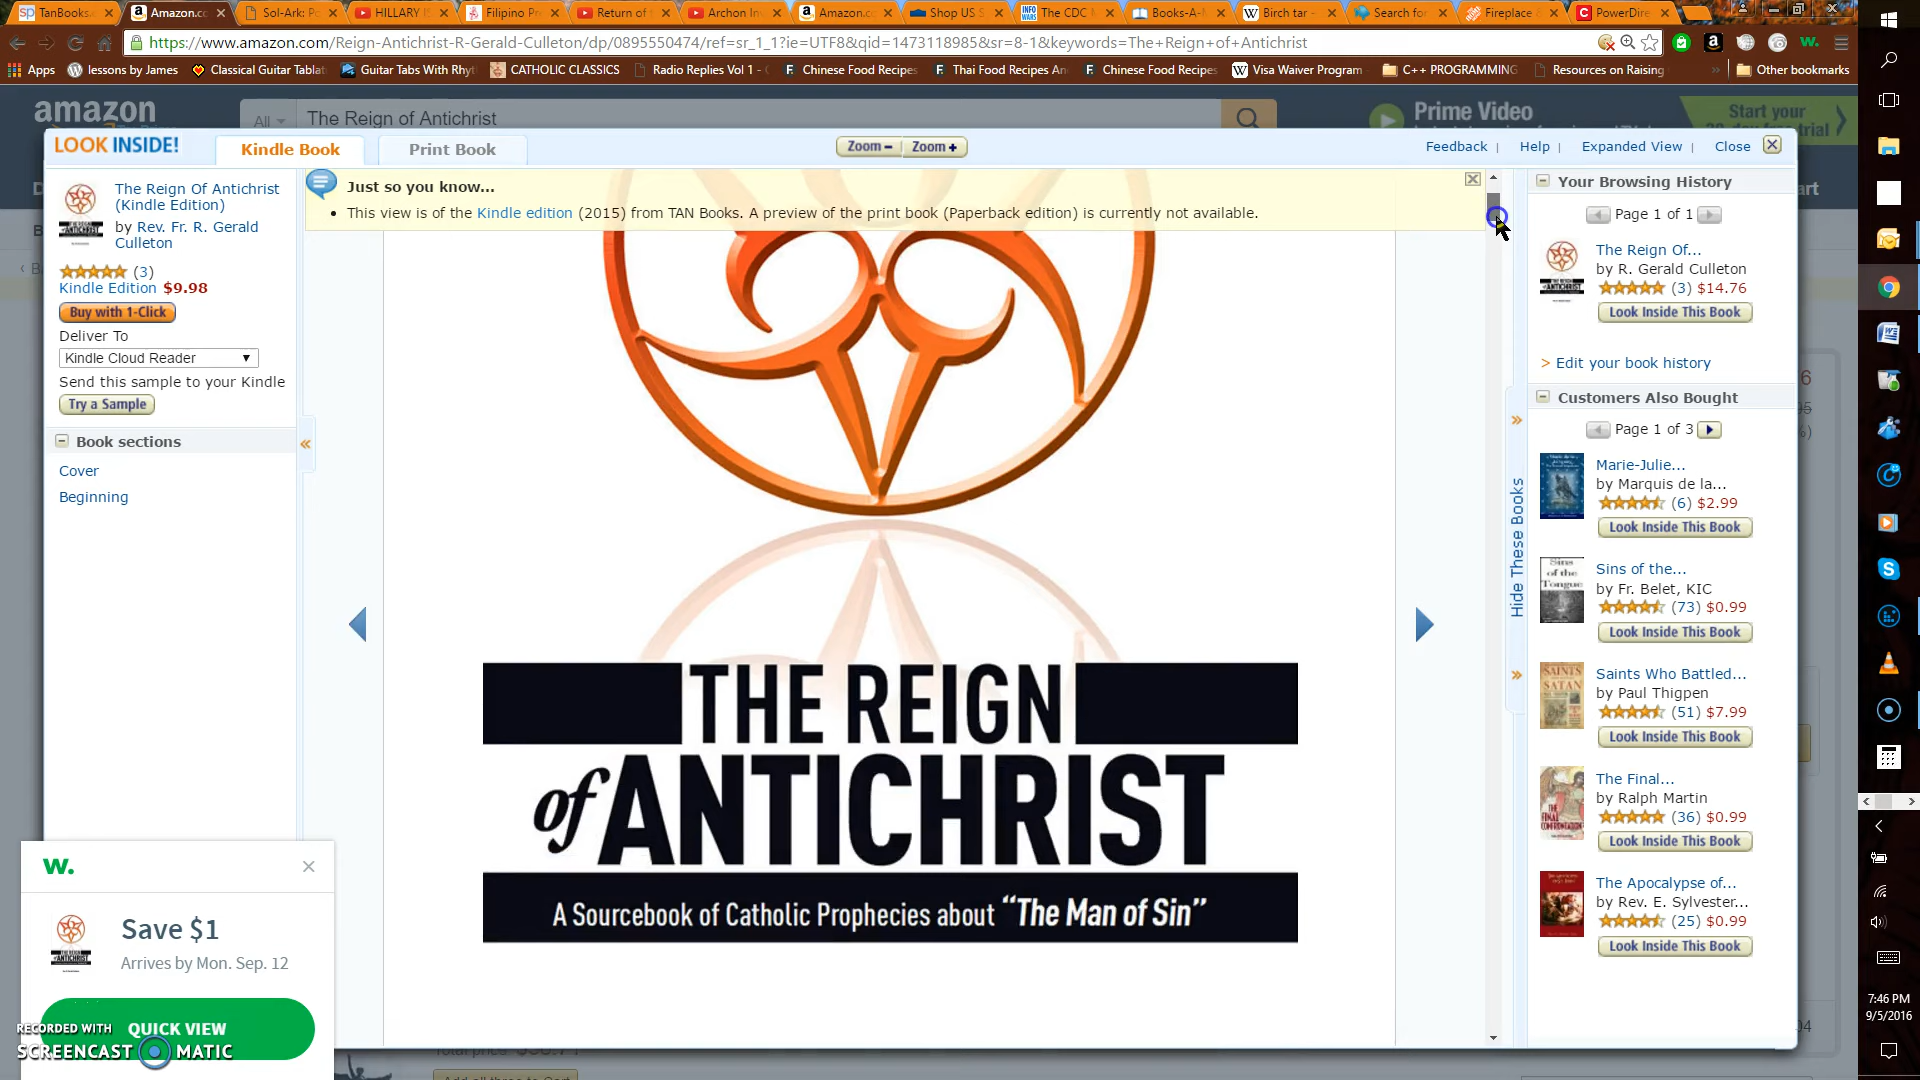 TanBooks.
Amazon.co
Sol-Ark: Po
HILLARY I
Filipino Pr
Return of
Archon In
Amazon.c
Shop US S
The CDC
Books-A-
Birch tar -
Search for
Fireplace
PowerDire
https://www.amazon.com/Reign-Antichrist-R-Gerald-Culleton/dp/0895550474/ref=sr_1_1?ie=UTF8&qid=1473118985&sr=8-1&keywords=The+Reign+of+Antichrist
Apps
lessons by James
Classical Guitar Tablat
Guitar Tabs With Rhyt
CATHOLIC CLASSICS
Radio Replies Vol 1 -
Chinese Food Recipes
Thai Food Recipes An
Chinese Food Recipes
Visa Waiver Program
C++ PROGRAMMING
Resources on Raising
Other bookmarks
amazon
All
The Reign of Antichrist
Prime Video
Start your
LOOK INSIDE!
Kindle Book
Print Book
Zoom −
Zoom +
Feedback |
Help |
Expanded View |
Close
The Reign Of Antichrist
(Kindle Edition)
by Rev. Fr. R. Gerald
Culleton
(3)
Kindle Edition $9.98
Buy with 1-Click
Deliver To
Kindle Cloud Reader
Send this sample to your Kindle
Try a Sample
Book sections
Cover
Beginning
Just so you know...
• This view is of the Kindle edition (2015) from TAN Books. A preview of the print book (Paperback edition) is currently not available.
THE REIGN
of ANTICHRIST
A Sourcebook of Catholic Prophecies about “The Man of Sin”
Hide These Books
Your Browsing History
Page 1 of 1
The Reign Of...
by R. Gerald Culleton
(3) $14.76
Look Inside This Book
> Edit your book history
Customers Also Bought
Page 1 of 3
Marie-Julie...
by Marquis de la...
(6) $2.99
Look Inside This Book
Sins of the...
by Fr. Belet, KIC
(73) $0.99
Look Inside This Book
Saints Who Battled...
by Paul Thigpen
(51) $7.99
Look Inside This Book
The Final...
by Ralph Martin
(36) $0.99
Look Inside This Book
The Apocalypse of...
by Rev. E. Sylvester...
(25) $0.99
Look Inside This Book
w.
Save $1
Arrives by Mon. Sep. 12
QUICK VIEW
RECORDED WITH
SCREENCAST MATIC
7:46 PM
9/5/2016